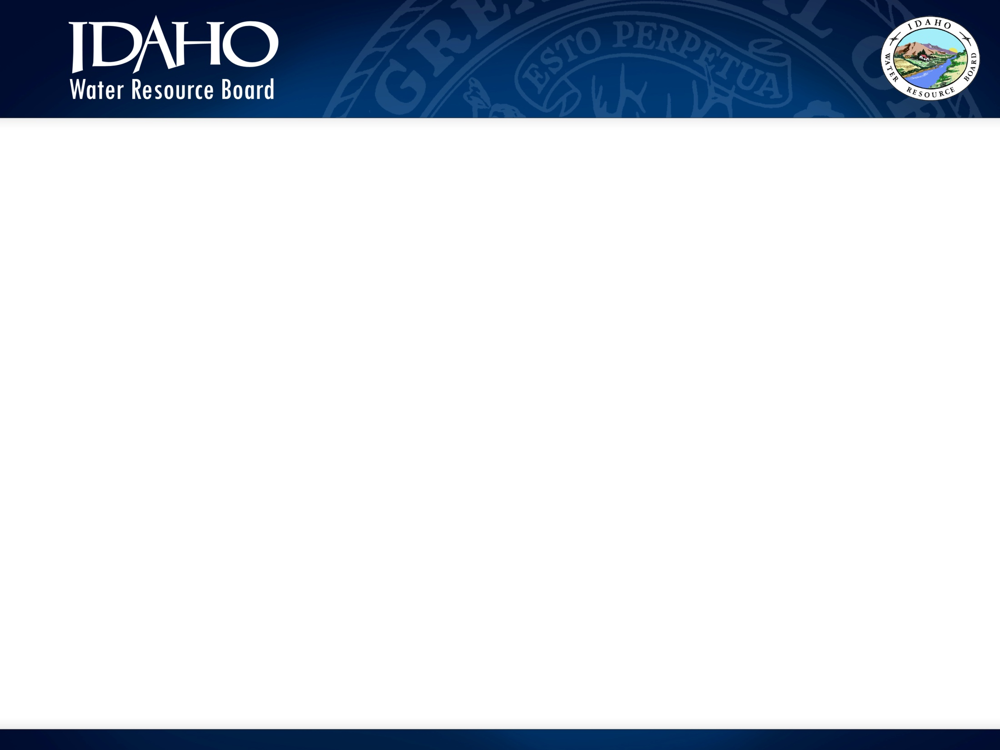 IDAHO
Water Resource Board
ESTO PERPETUA
IDAHO
WATER RESOURCE BOARD